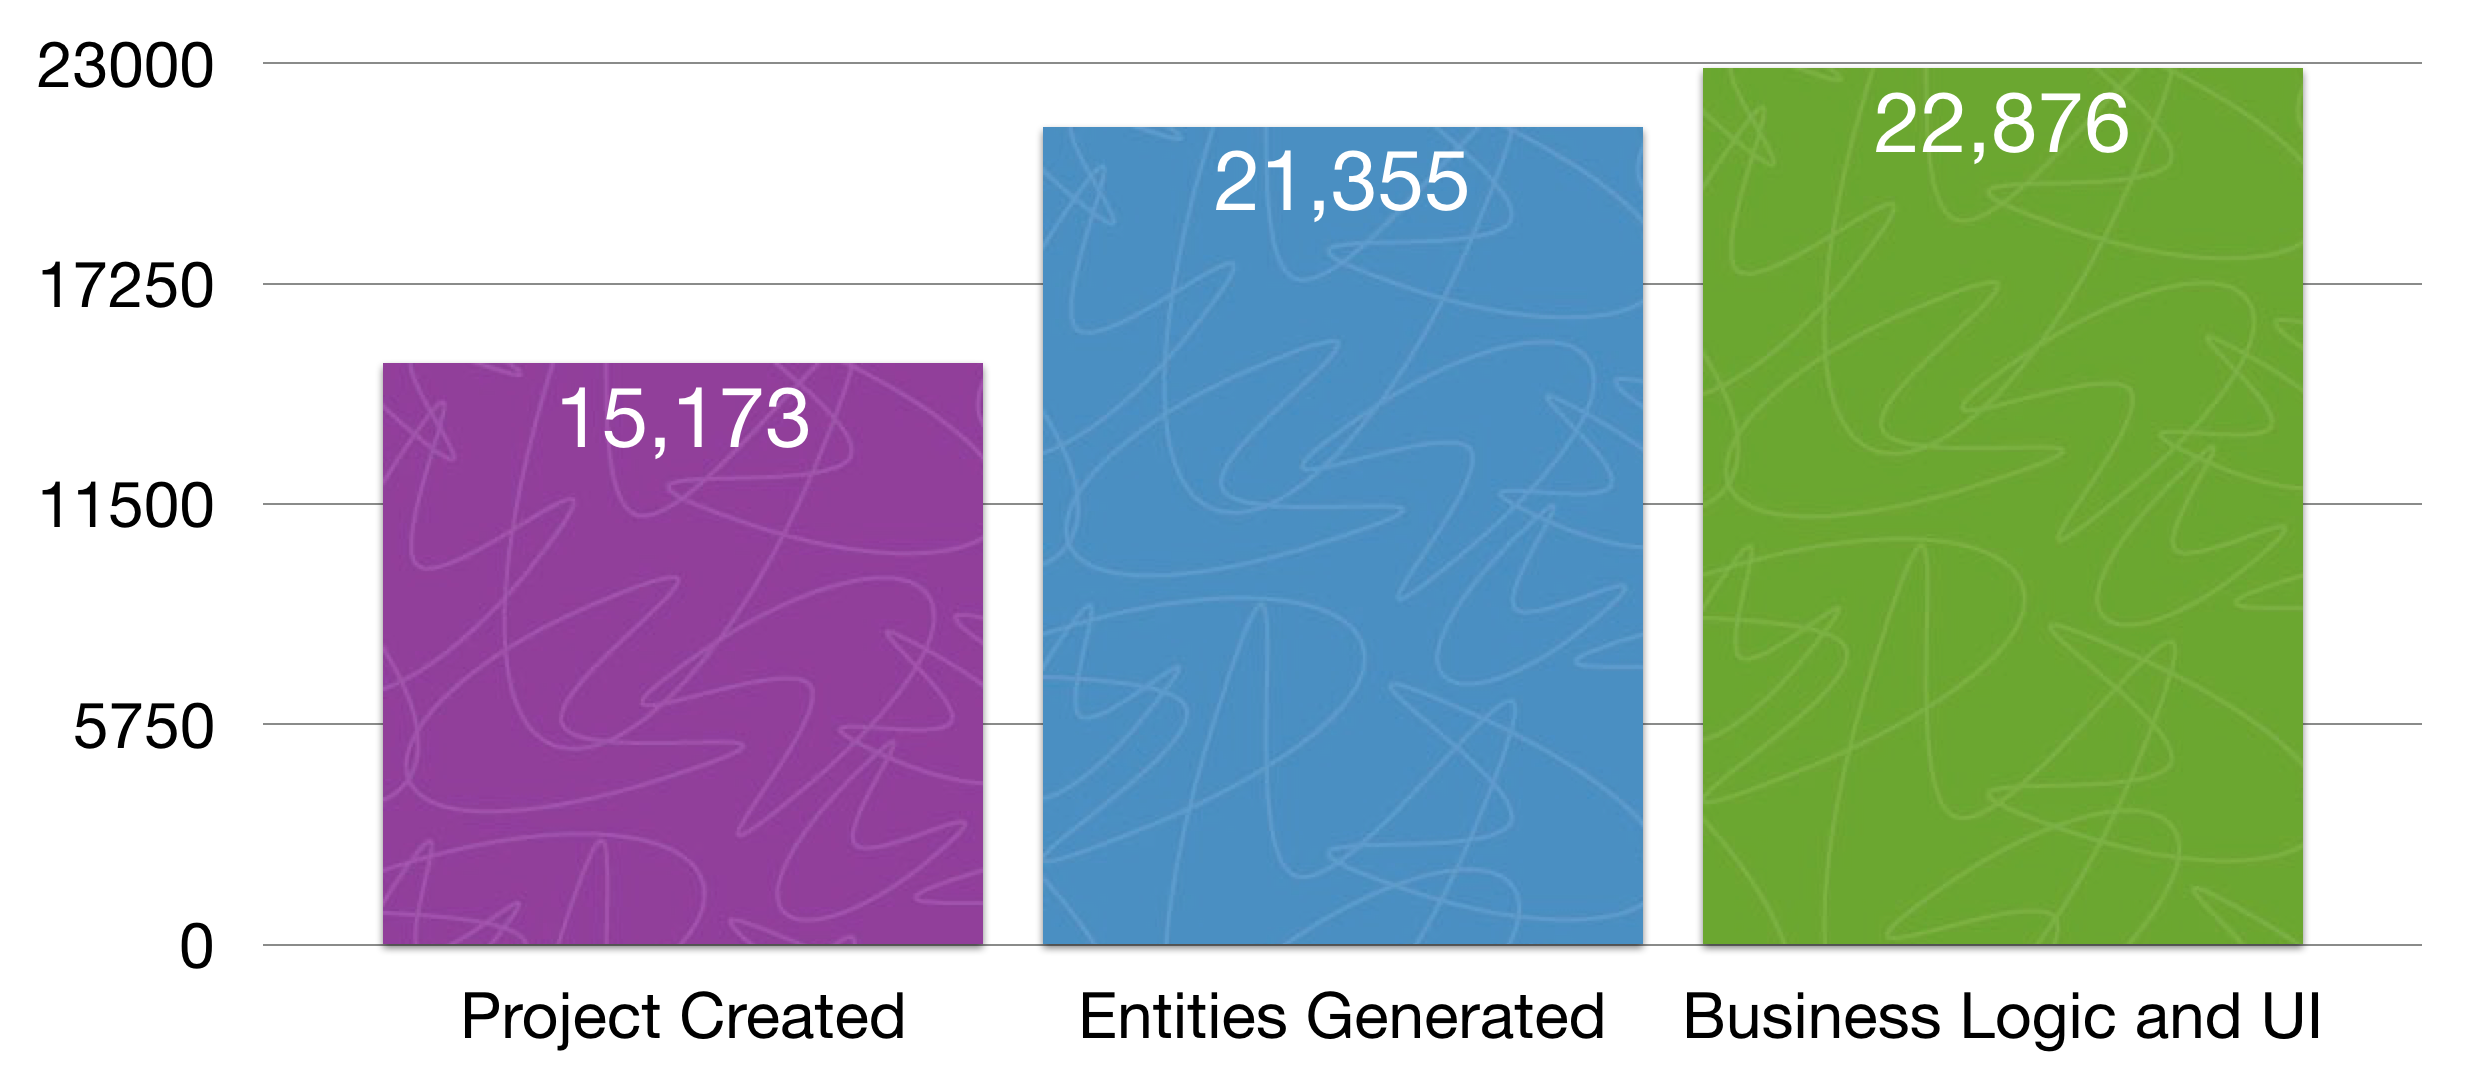 23000
22,876
21,355
17250
15,173
11500
5750
0
Project Created
Entities Generated
Business Logic and UI